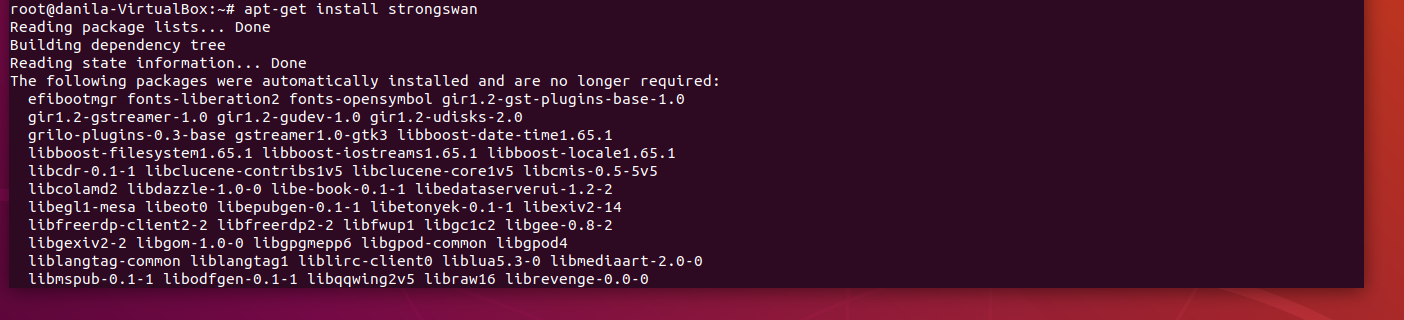 root@danila-VirtualBox:~# apt-get install strongswan
Reading package lists... Done
Building dependency tree
Reading state information... Done
The following packages were automatically installed and are no longer required:
  efibootmgr fonts-liberation2 fonts-opensymbol gir1.2-gst-plugins-base-1.0
  gir1.2-gstreamer-1.0 gir1.2-gudev-1.0 gir1.2-udisks-2.0
  grilo-plugins-0.3-base gstreamer1.0-gtk3 libboost-date-time1.65.1
  libboost-filesystem1.65.1 libboost-iostreams1.65.1 libboost-locale1.65.1
  libcdr-0.1-1 libclucene-contribs1v5 libclucene-core1v5 libcmis-0.5-5v5
  libcolamd2 libdazzle-1.0-0 libe-book-0.1-1 libedataserverui-1.2-2
  libegl1-mesa libeot0 libepubgen-0.1-1 libetonyek-0.1-1 libexiv2-14
  libfreerdp-client2-2 libfreerdp2-2 libfwup1 libgc1c2 libgee-0.8-2
  libgexiv2-2 libgom-1.0-0 libgpgmepp6 libgpod-common libgpod4
  liblangtag-common liblangtag1 liblirc-client0 liblua5.3-0 libmediaart-2.0-0
  libmspub-0.1-1 libodfgen-0.1-1 libqqwing2v5 libraw16 librevenge-0.0-0